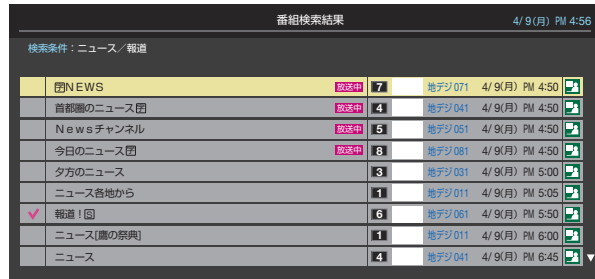 番組検索結果 4/ 9(月) PM 4:56
検索条件：ニュース／報道
字NEWS 放送中 7 地デジ071 4/ 9(月) PM 4:50
首都圏のニュース字 放送中 4 地デジ041 4/ 9(月) PM 4:50
Newsチャンネル 放送中 5 地デジ051 4/ 9(月) PM 4:50
今日のニュース字 放送中 8 地デジ081 4/ 9(月) PM 4:50
夕方のニュース 3 地デジ031 4/ 9(月) PM 5:00
ニュース各地から 1 地デジ011 4/ 9(月) PM 5:05
報道！S 6 地デジ061 4/ 9(月) PM 5:50
ニュース[鷹の祭典] 1 地デジ011 4/ 9(月) PM 6:00
ニュース 4 地デジ041 4/ 9(月) PM 6:45